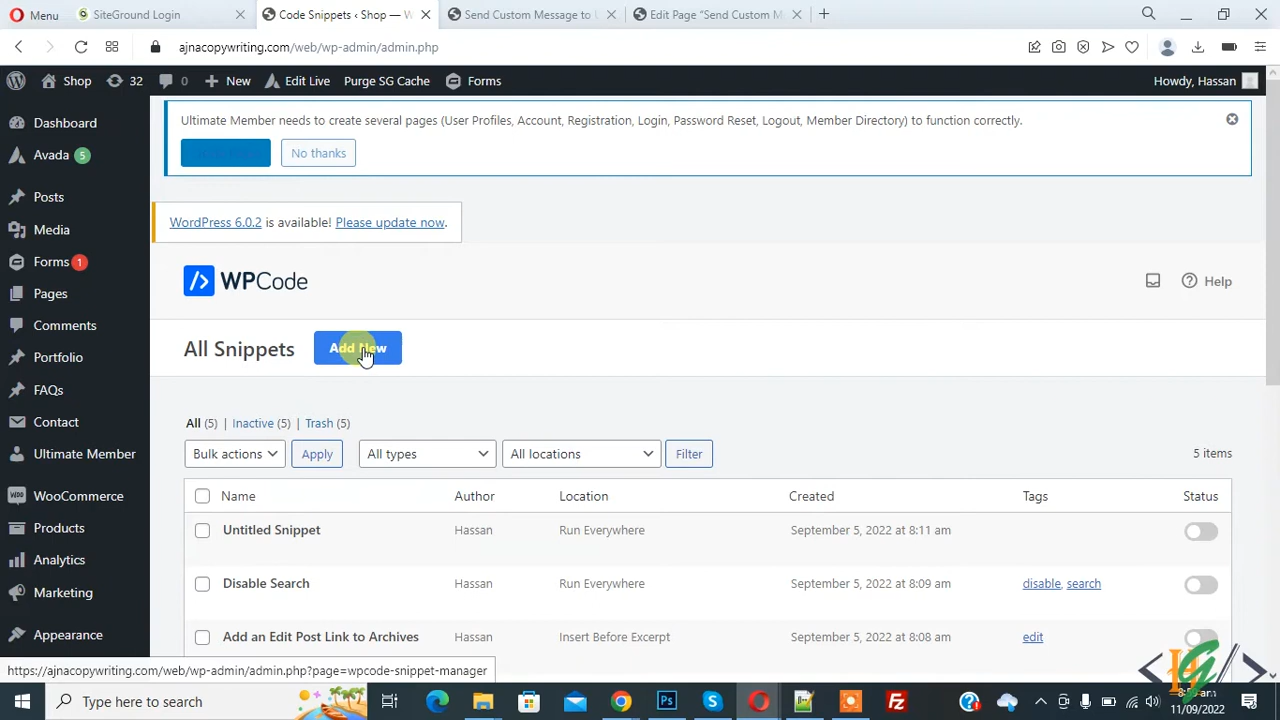 Menu
SiteGround Login
Code Snippets ‹ Shop — W
Send Custom Message to U
Edit Page "Send Custom M
ajnacopywriting.com/web/wp-admin/admin.php
Shop
32
0
New
Edit Live
Purge SG Cache
Forms
Howdy, Hassan
Dashboard
Avada 5
Posts
Media
Forms 1
Pages
Comments
Portfolio
FAQs
Contact
Ultimate Member
WooCommerce
Products
Analytics
Marketing
Appearance
Ultimate Member needs to create several pages (User Profiles, Account, Registration, Login, Password Reset, Logout, Member Directory) to function correctly.
No thanks
WordPress 6.0.2 is available! Please update now.
WPCode
Help
All Snippets
Add New
All (5) | Inactive (5) | Trash (5)
Bulk actions
Apply
All types
All locations
Filter
5 items
Name Author Location Created Tags Status
Untitled Snippet Hassan Run Everywhere September 5, 2022 at 8:11 am
Disable Search Hassan Run Everywhere September 5, 2022 at 8:09 am disable, search
Add an Edit Post Link to Archives Hassan Insert Before Excerpt September 5, 2022 at 8:08 am edit
https://ajnacopywriting.com/web/wp-admin/admin.php?page=wpcode-snippet-manager
Type here to search
11/09/2022